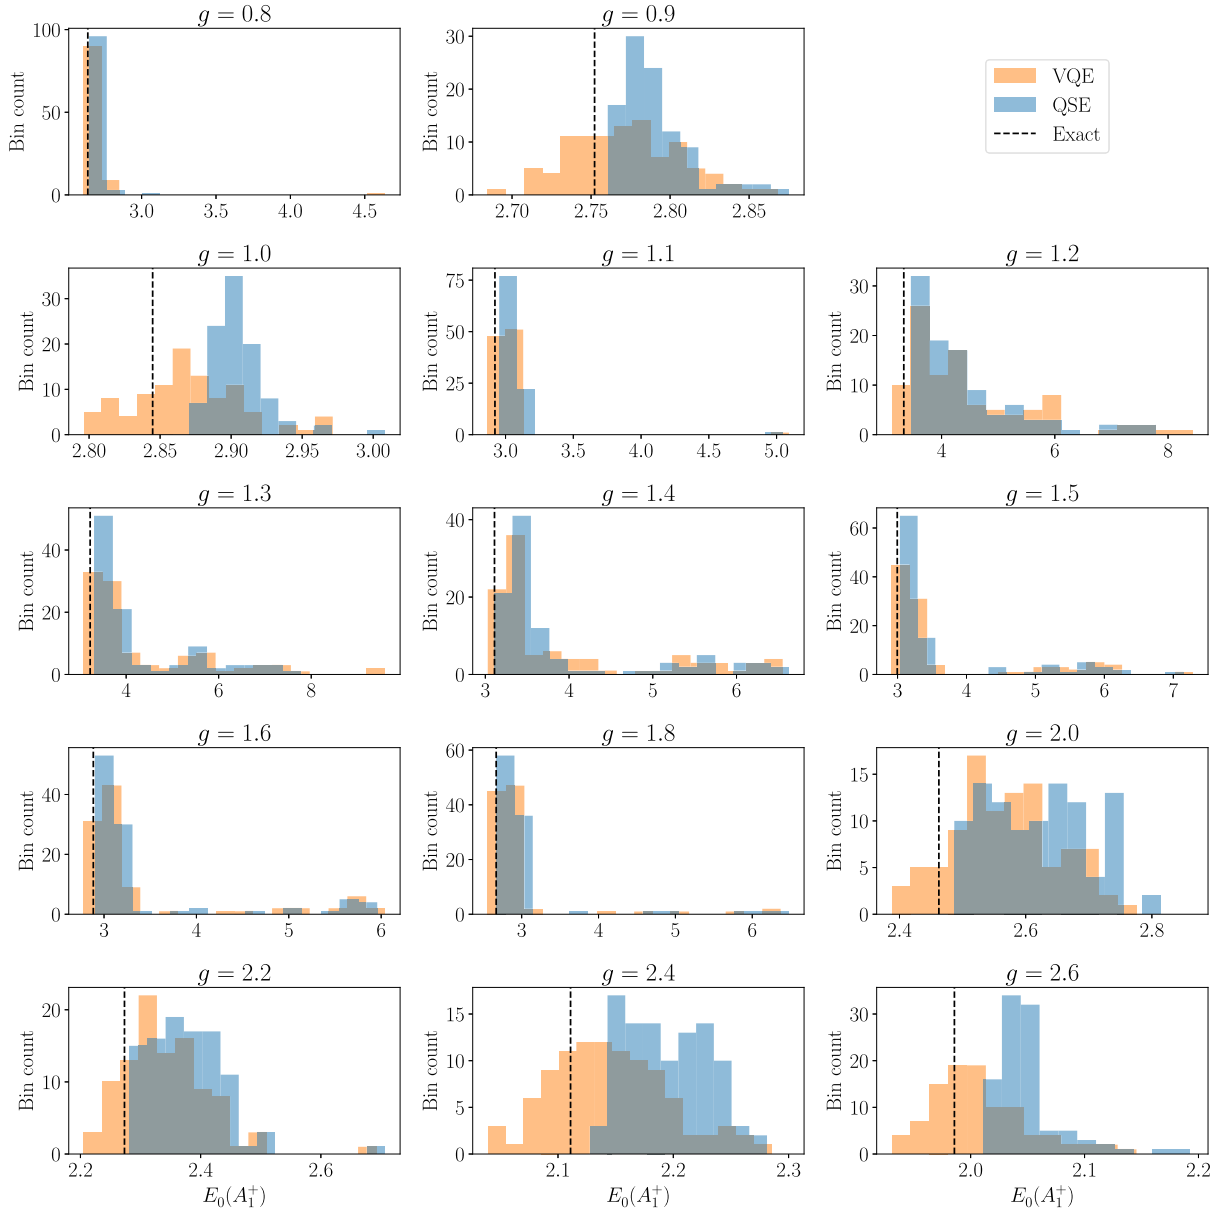 g = 0.8
Bin count
100
50
0
3.0 3.5 4.0 4.5
g = 0.9
Bin count
30
20
10
0
2.70 2.75 2.80 2.85
VQE
QSE
Exact
g = 1.0
Bin count
30
20
10
0
2.80 2.85 2.90 2.95 3.00
g = 1.1
Bin count
75
50
25
0
3.0 3.5 4.0 4.5 5.0
g = 1.2
Bin count
30
20
10
0
4 6 8
g = 1.3
Bin count
40
20
0
4 6 8
g = 1.4
Bin count
40
20
0
3 4 5 6
g = 1.5
Bin count
60
40
20
0
3 4 5 6 7
g = 1.6
Bin count
40
20
0
3 4 5 6
g = 1.8
Bin count
60
40
20
0
3 4 5 6
g = 2.0
Bin count
15
10
5
0
2.4 2.6 2.8
g = 2.2
Bin count
20
10
0
2.2 2.4 2.6
E₀(A₁⁺)
g = 2.4
Bin count
15
10
5
0
2.1 2.2 2.3
E₀(A₁⁺)
g = 2.6
Bin count
30
20
10
0
2.0 2.1 2.2
E₀(A₁⁺)